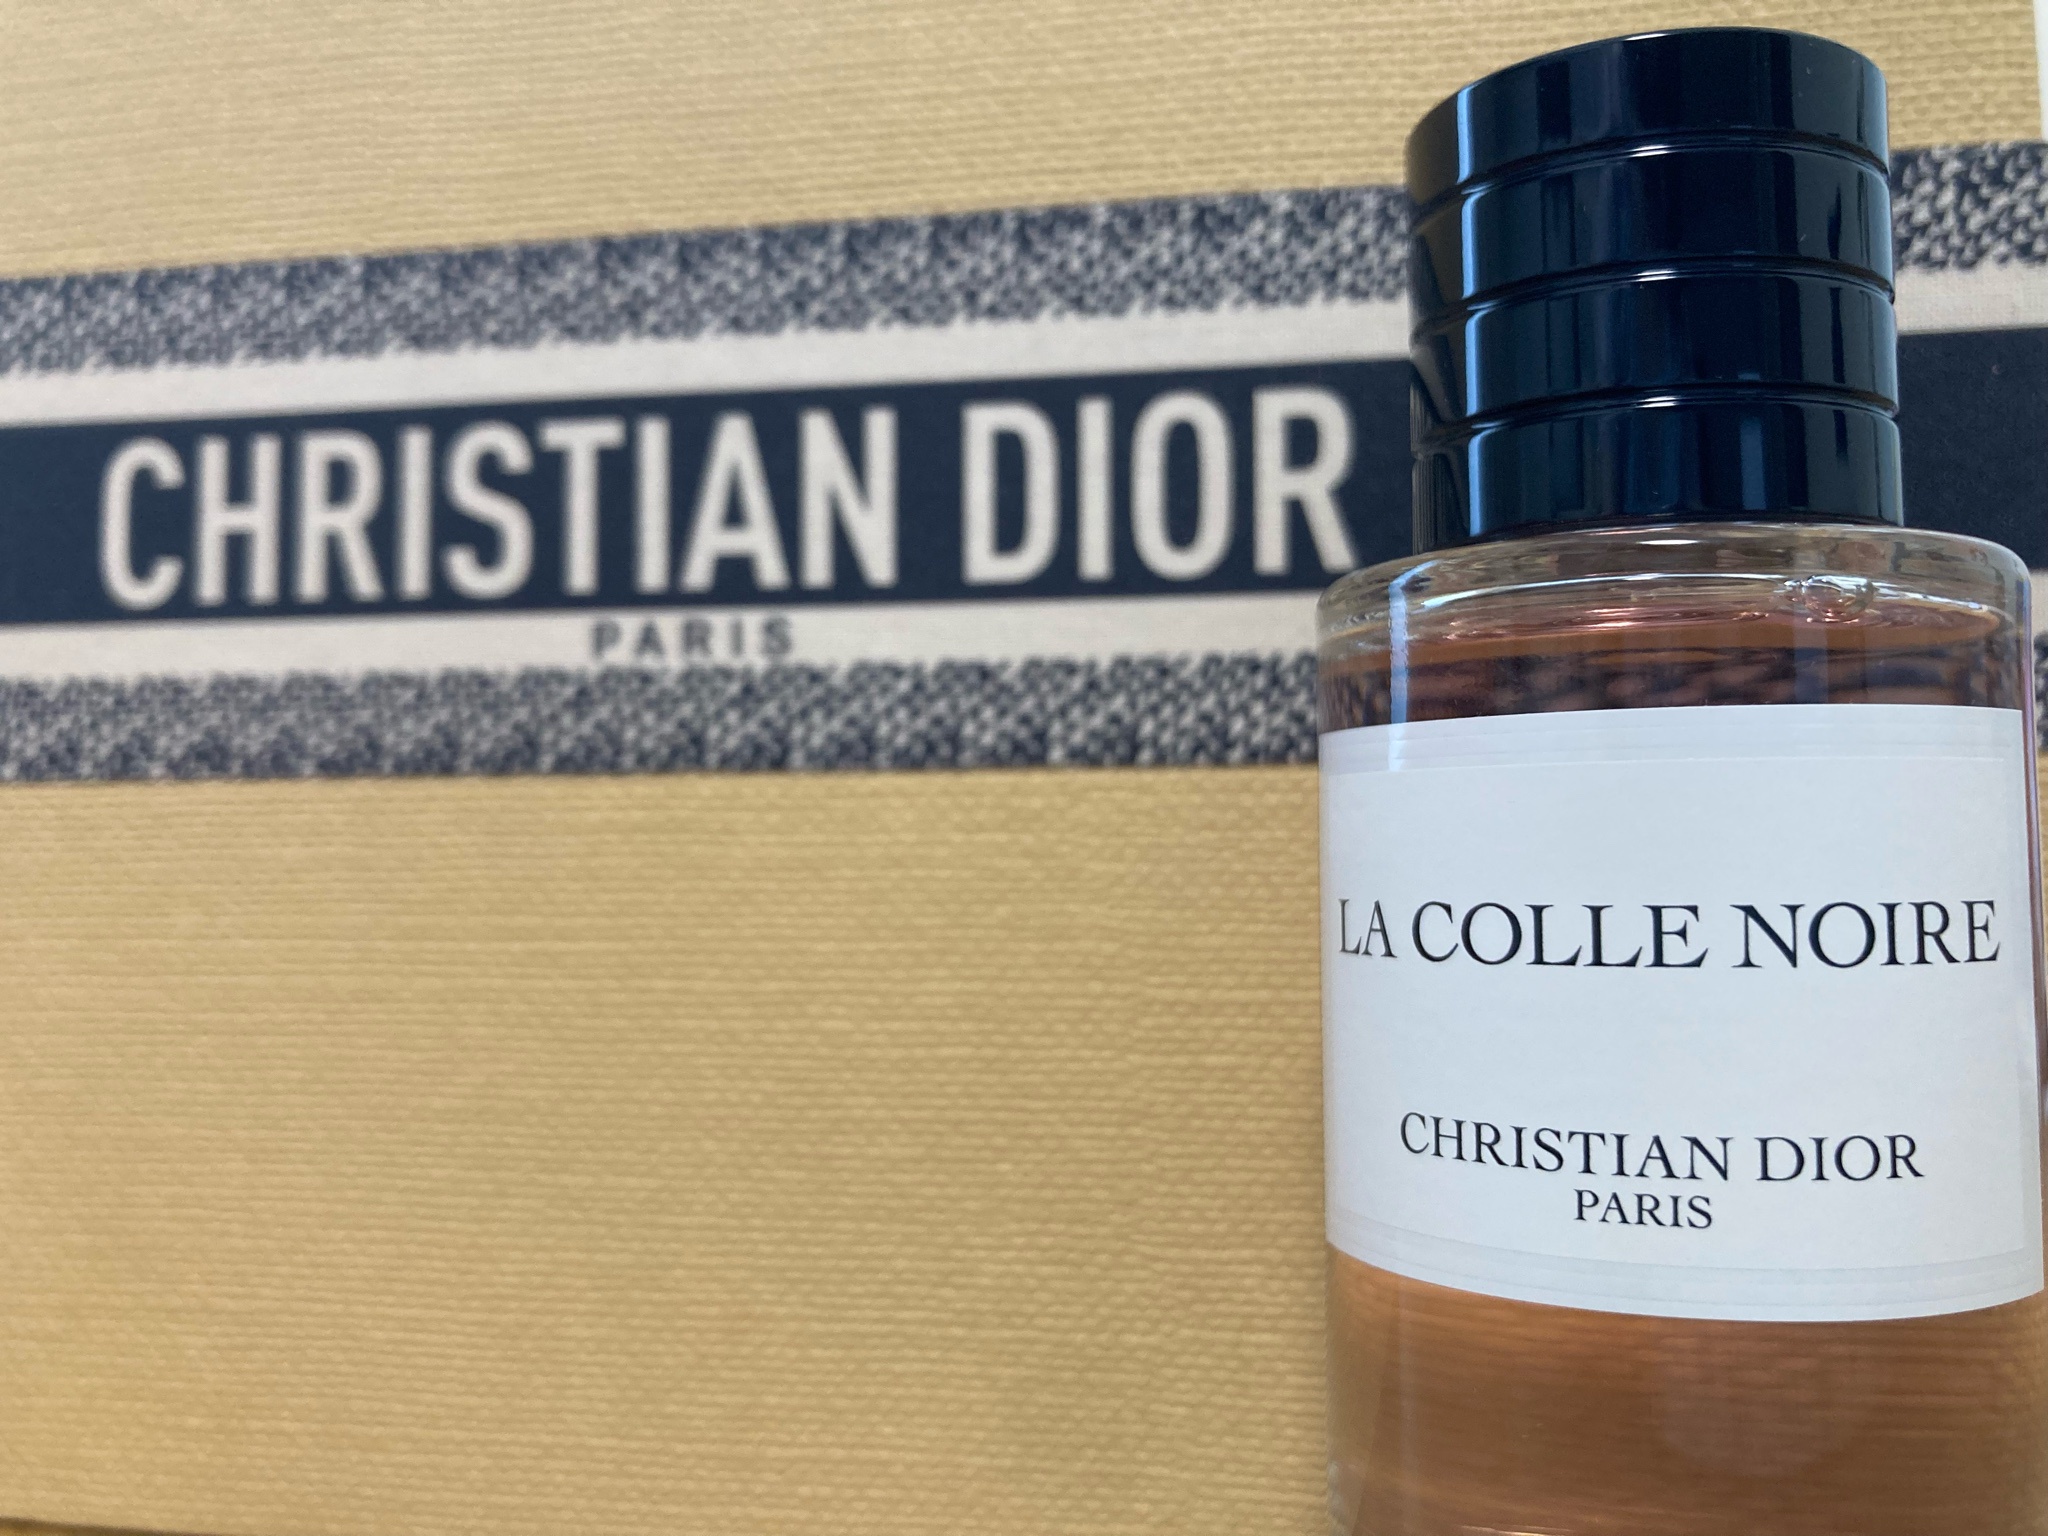 CHRISTIAN DIOR
PARIS
LA COLLE NOIRE
CHRISTIAN DIOR
PARIS